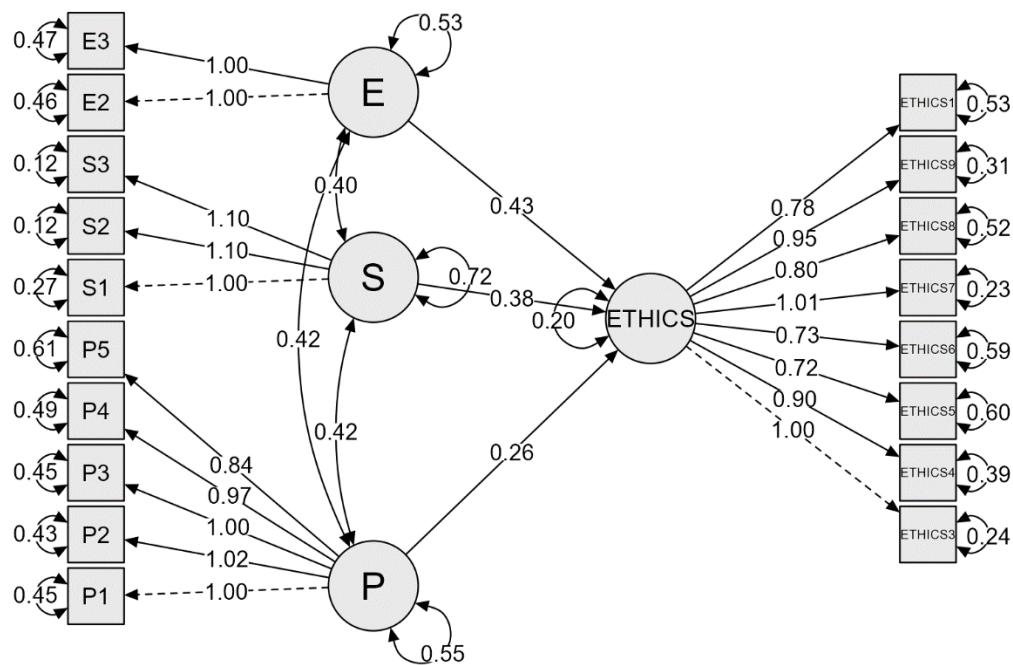 0.47 E3
0.46 E2
0.12 S3
0.12 S2
0.27 S1
0.61 P5
0.49 P4
0.45 P3
0.43 P2
0.45 P1
1.00
1.00
1.10
1.10
1.00
0.84
0.97
1.00
1.02
1.00
E
0.53
0.40
S
0.72
0.42
0.42
P
0.55
0.43
0.38
0.26
0.20
ETHICS
0.78
0.95
0.80
1.01
0.73
0.72
0.90
1.00
ETHICS1 0.53
ETHICS9 0.31
ETHICS8 0.52
ETHICS7 0.23
ETHICS6 0.59
ETHICS5 0.60
ETHICS4 0.39
ETHICS3 0.24